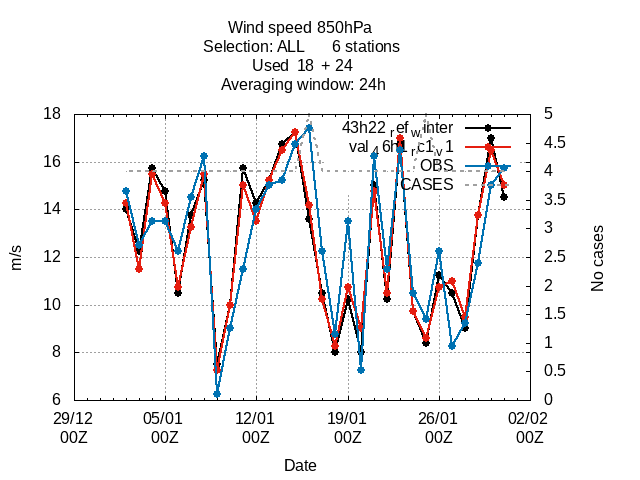 Wind speed 850hPa
Selection: ALL 6 stations
Used 18 + 24
Averaging window: 24h
18 5
16 4.5
14 4
12 3.5
10 3
8 2.5
6 2
1.5
1
0.5
0
43h22 ref winter
OBS
CASES
m/s
No cases
29/12 05/01 12/01 19/01 26/01 02/02
00Z 00Z 00Z 00Z 00Z 00Z
Date